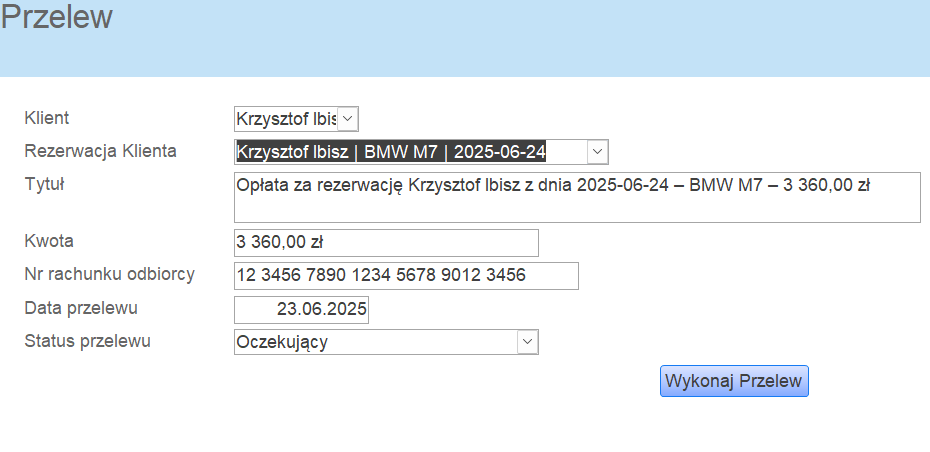 Przelew
Klient Krzysztof Ibis
Rezerwacja Klienta Krzysztof Ibisz | BMW M7 | 2025-06-24
Tytuł Opłata za rezerwację Krzysztof Ibisz z dnia 2025-06-24 – BMW M7 – 3 360,00 zł
Kwota 3 360,00 zł
Nr rachunku odbiorcy 12 3456 7890 1234 5678 9012 3456
Data przelewu 23.06.2025
Status przelewu Oczekujący
Wykonaj Przelew